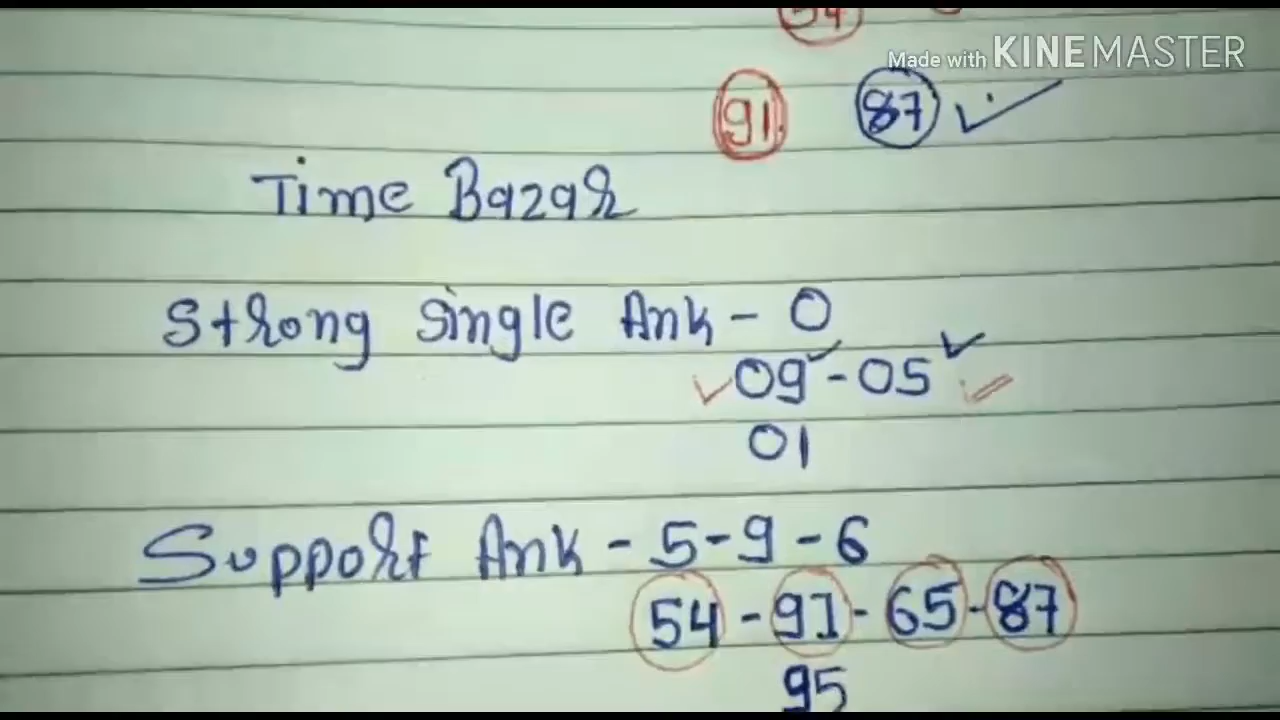 54
Made with KINEMASTER
91 87
Time Bazar
Strong Single Ank - 0
09 - 05
01
Support Ank - 5 - 9 - 6
54 - 91 - 65 - 87
95